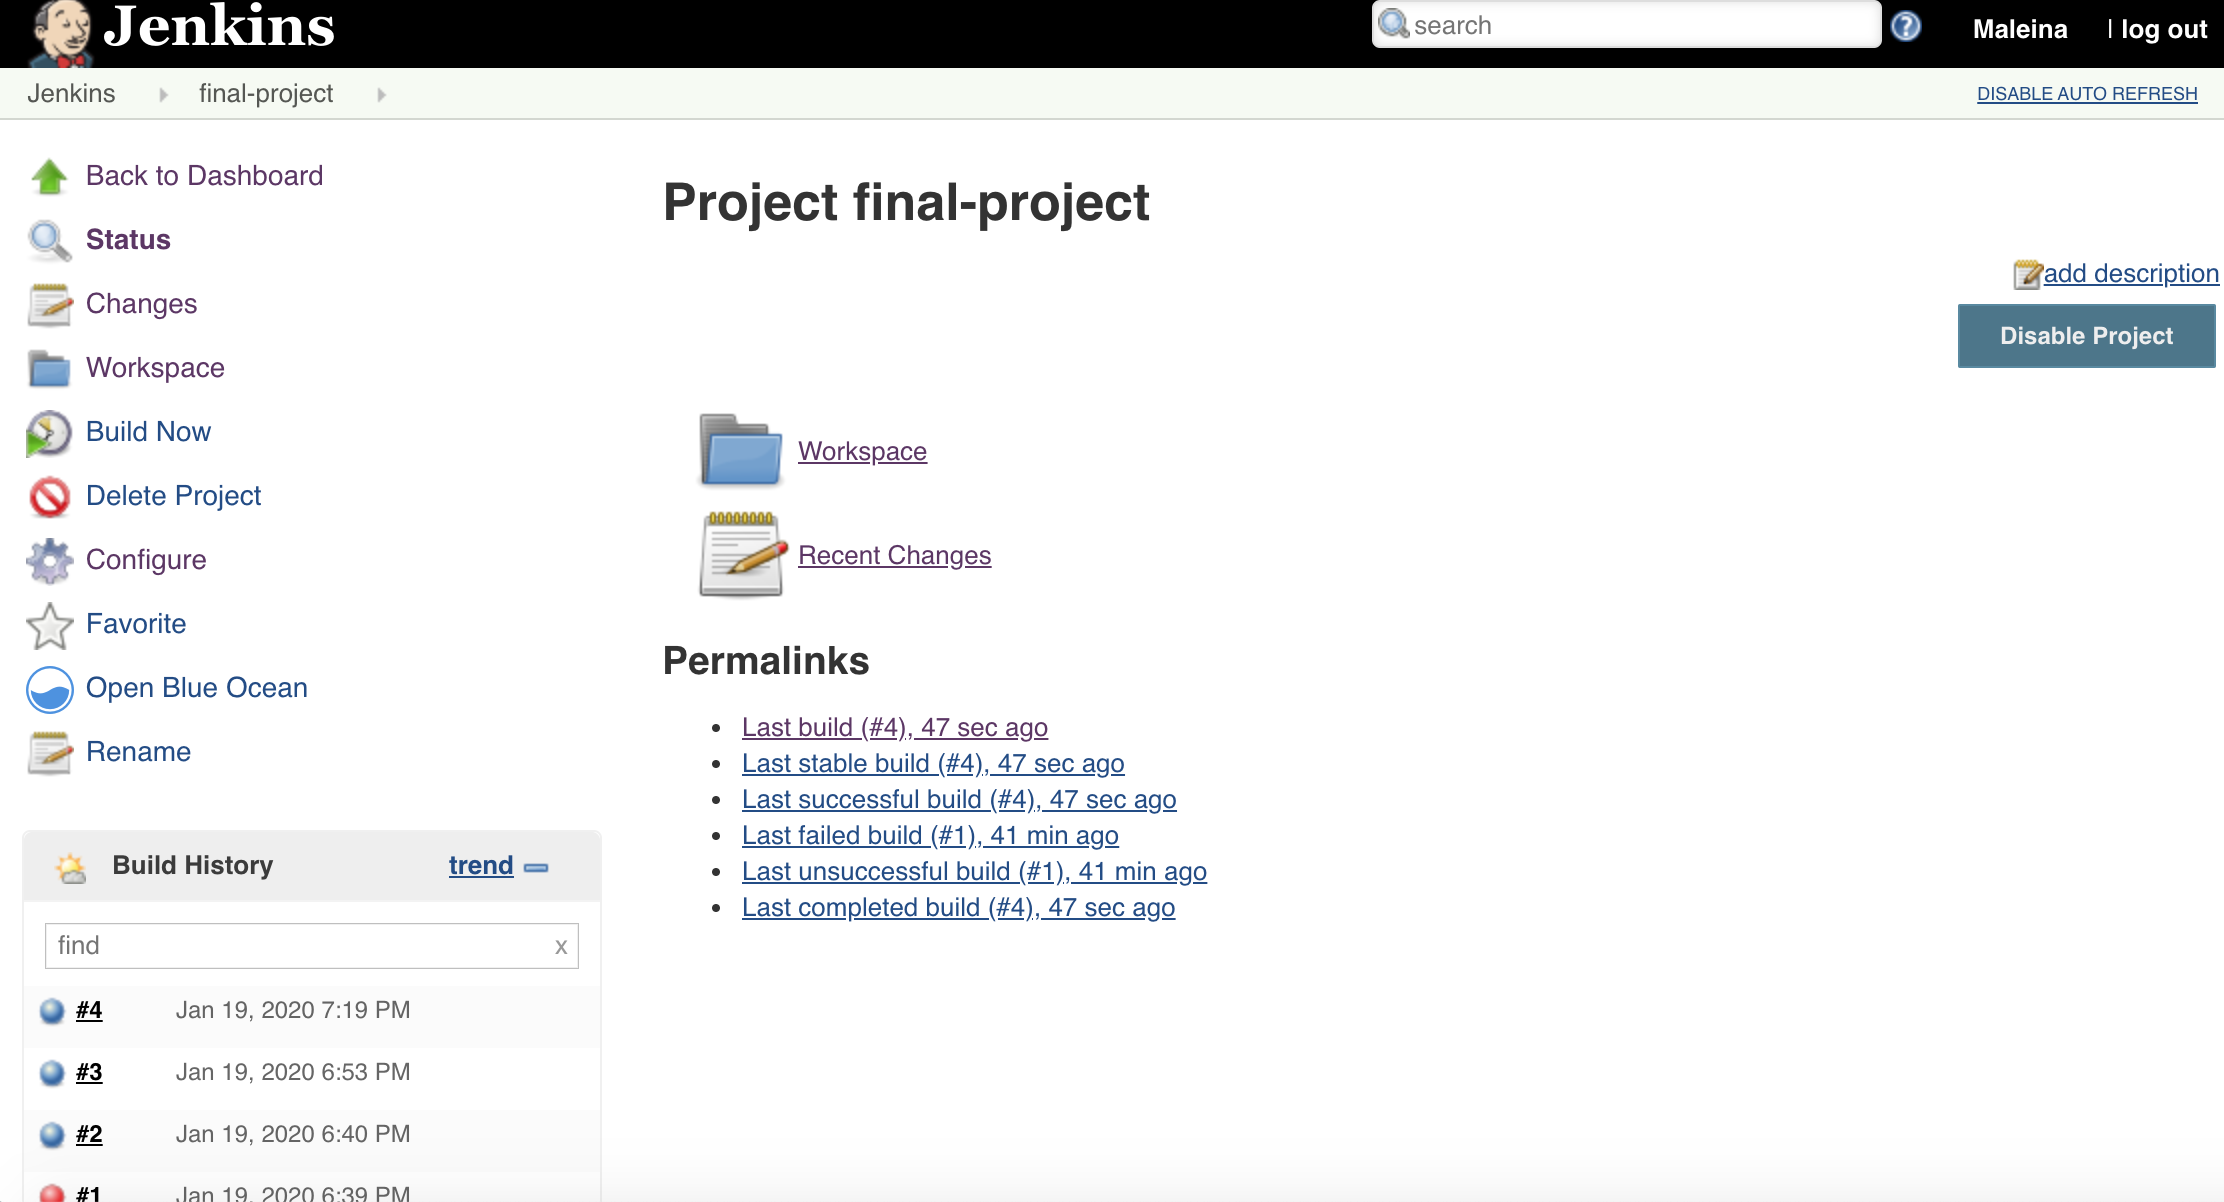 Jenkins
search
Maleina | log out
Jenkins final-project
DISABLE AUTO REFRESH
Back to Dashboard
Status
Changes
Workspace
Build Now
Delete Project
Configure
Favorite
Open Blue Ocean
Rename
Build History trend
find x
#4 Jan 19, 2020 7:19 PM
#3 Jan 19, 2020 6:53 PM
#2 Jan 19, 2020 6:40 PM
#1 Jan 19, 2020 6:39 PM
Project final-project
add description
Disable Project
Workspace
Recent Changes
Permalinks
Last build (#4), 47 sec ago
Last stable build (#4), 47 sec ago
Last successful build (#4), 47 sec ago
Last failed build (#1), 41 min ago
Last unsuccessful build (#1), 41 min ago
Last completed build (#4), 47 sec ago